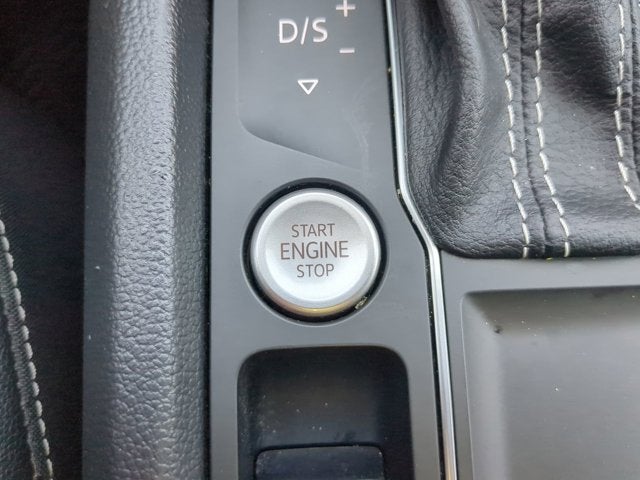 D/S
+
-
START
ENGINE
STOP